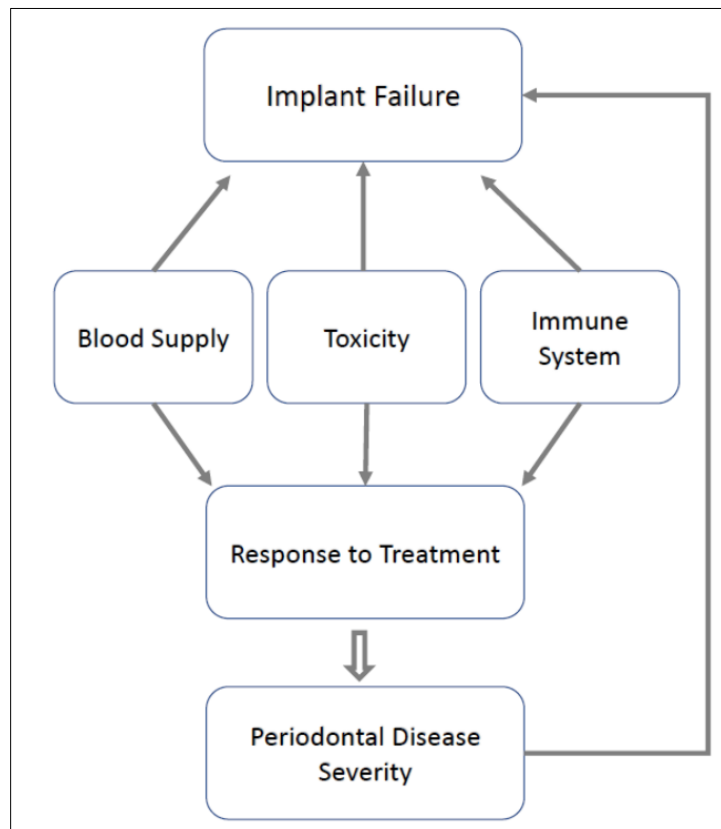 Implant Failure
Blood Supply
Toxicity
Immune
System
Response to Treatment
Periodontal Disease
Severity